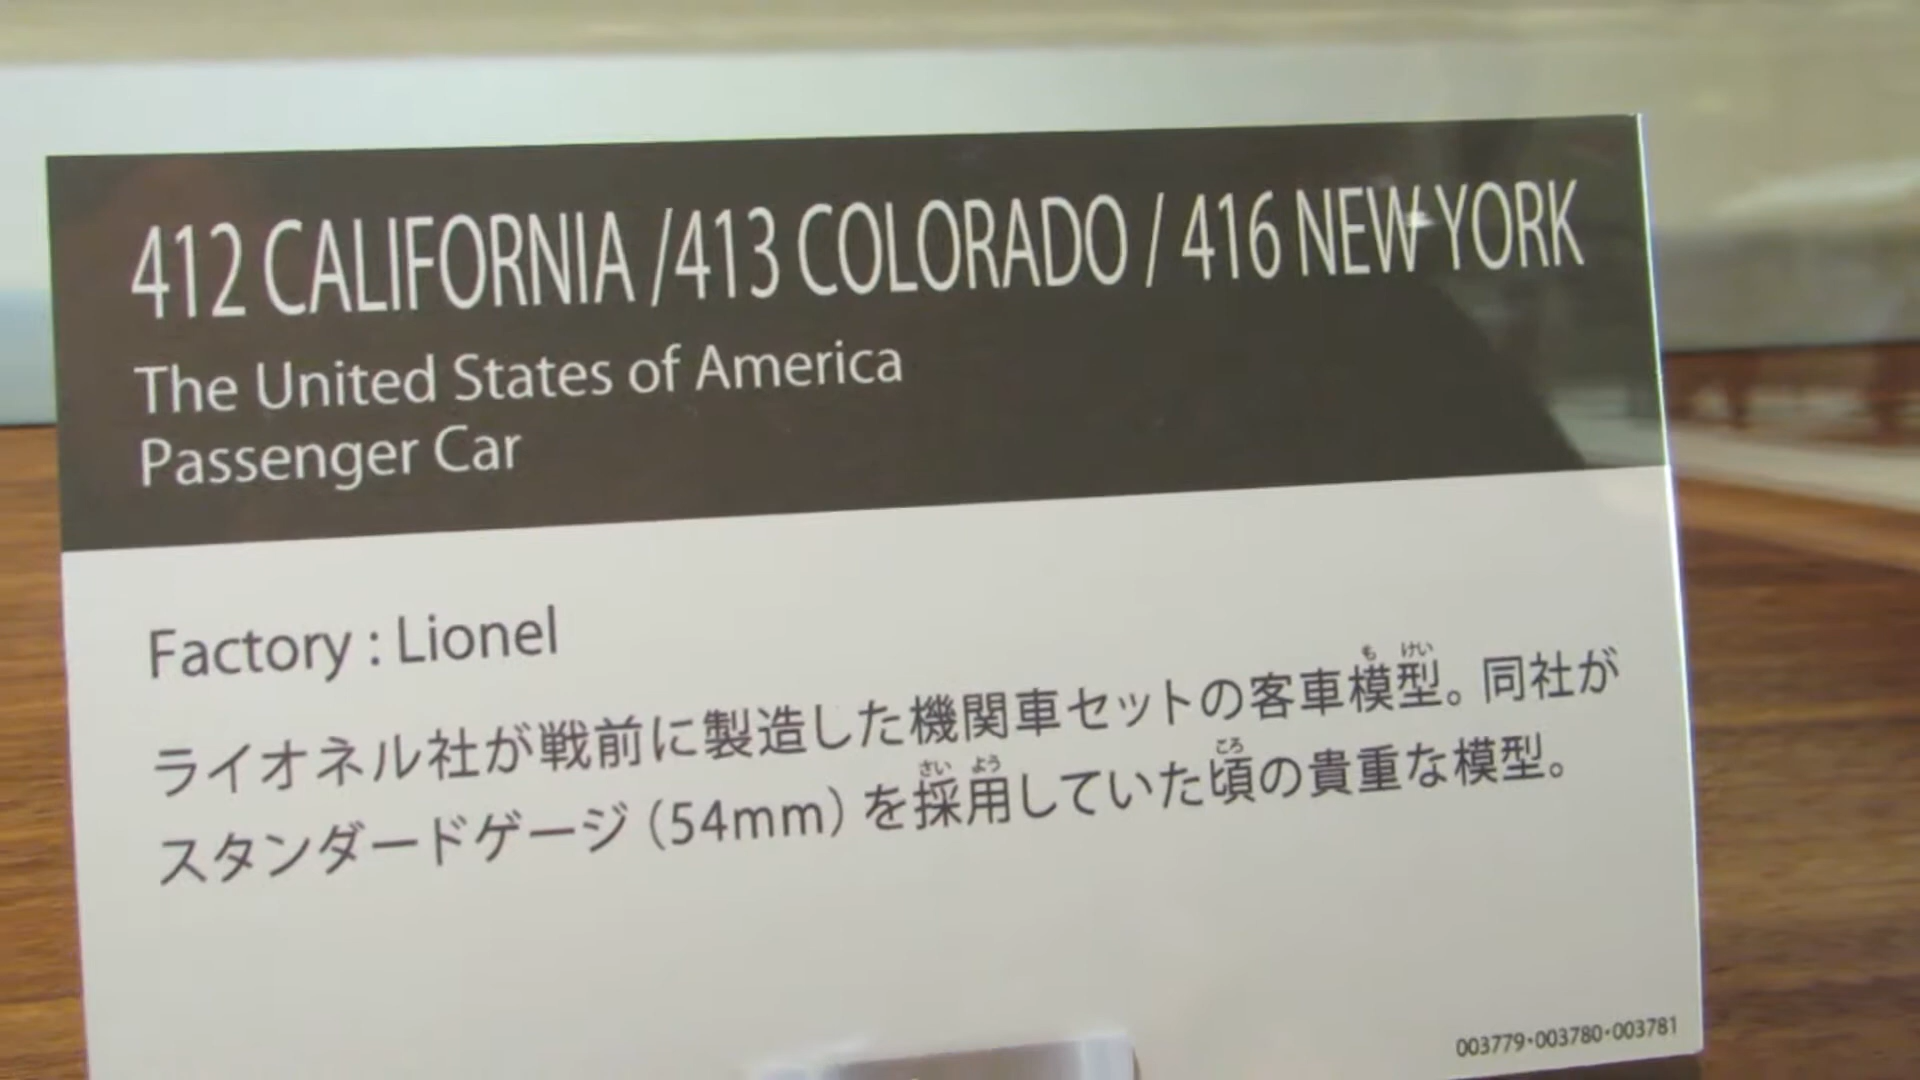 412 CALIFORNIA /413 COLORADO / 416 NEW YORK
The United States of America
Passenger Car
Factory : Lionel
ライオネル社が戦前に製造した機関車セットの客車模型。同社が
スタンダードゲージ（54mm）を採用していた頃の貴重な模型。
003779・003780・003781